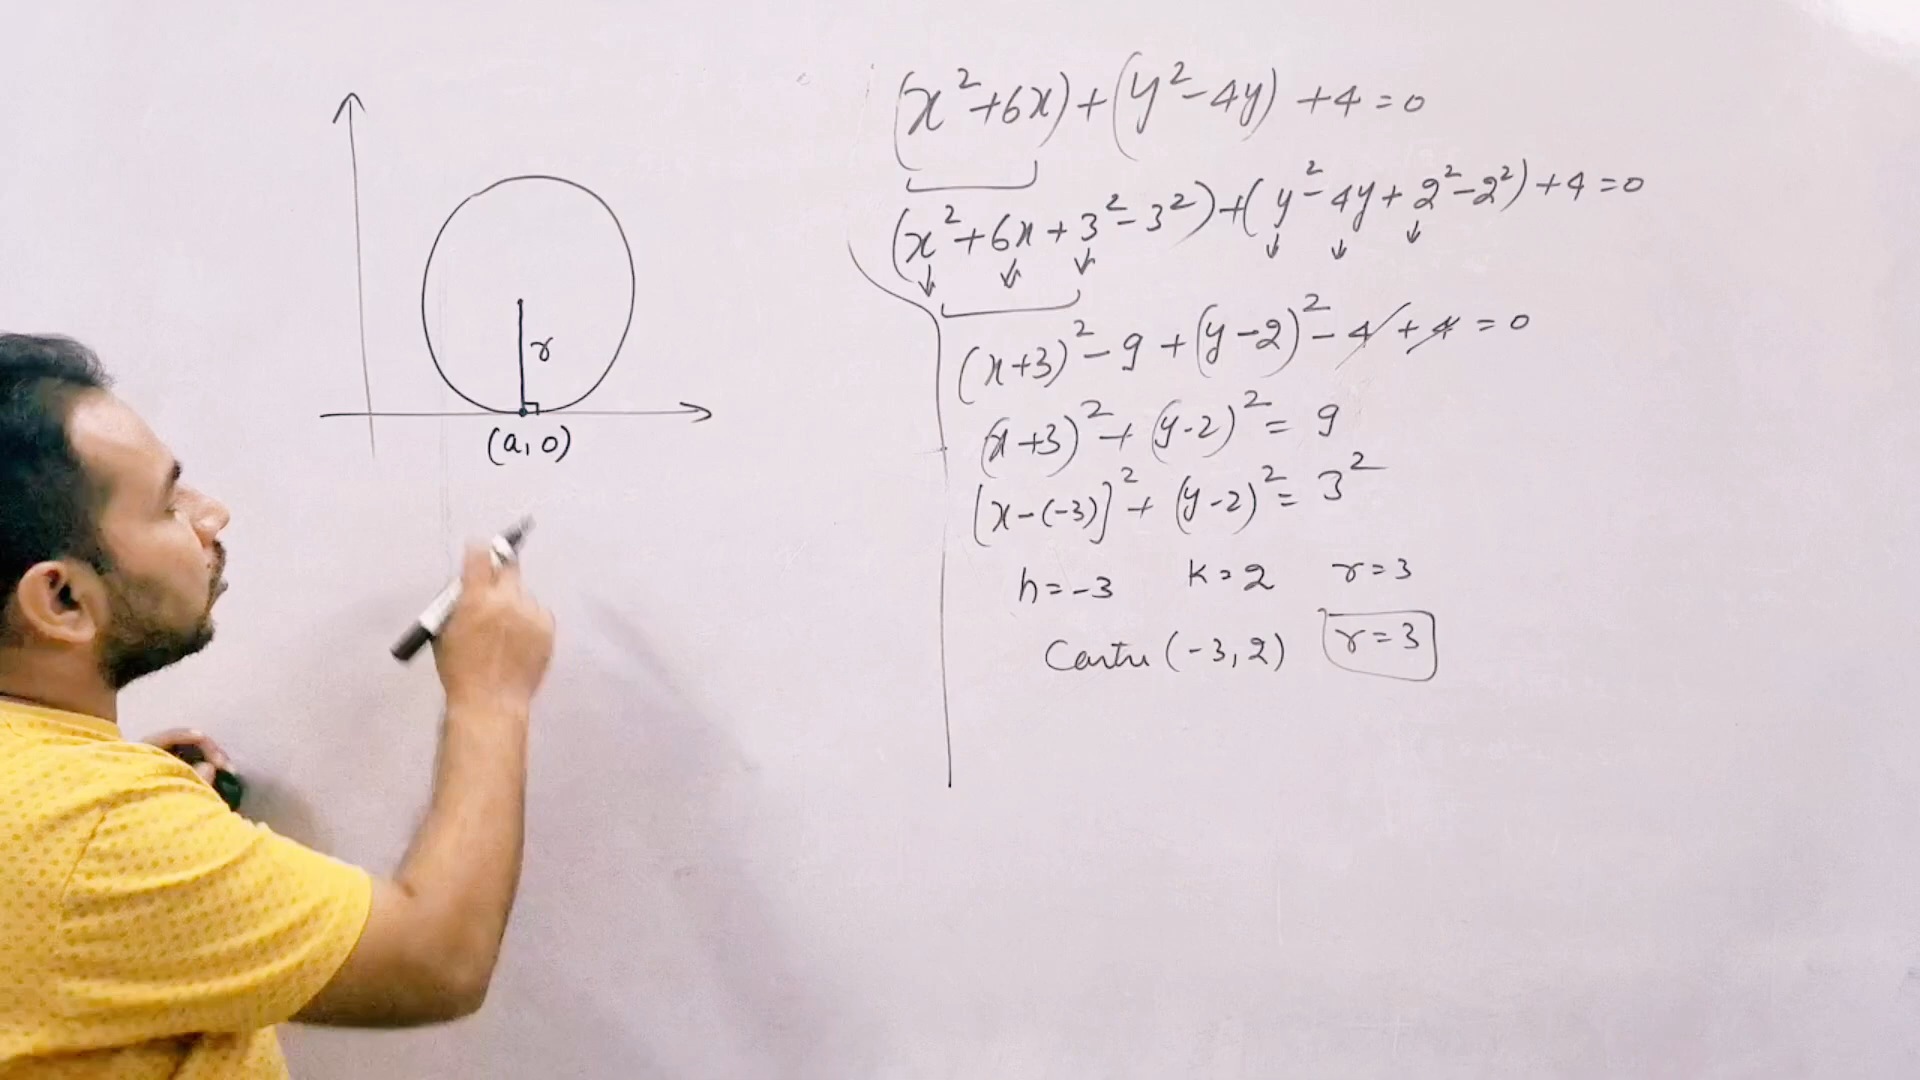 r
(a, 0)
(x²+6x)+(y²-4y) +4=0
(x²+6x+3²-3²)+(y²-4y+2²-2²)+4=0
(x+3)²-9+(y-2)²-4+4=0
(x+3)²+(y-2)²=9
[x-(-3)]²+(y-2)²=3²
h=-3 k=2 r=3
(-3, 2) r=3